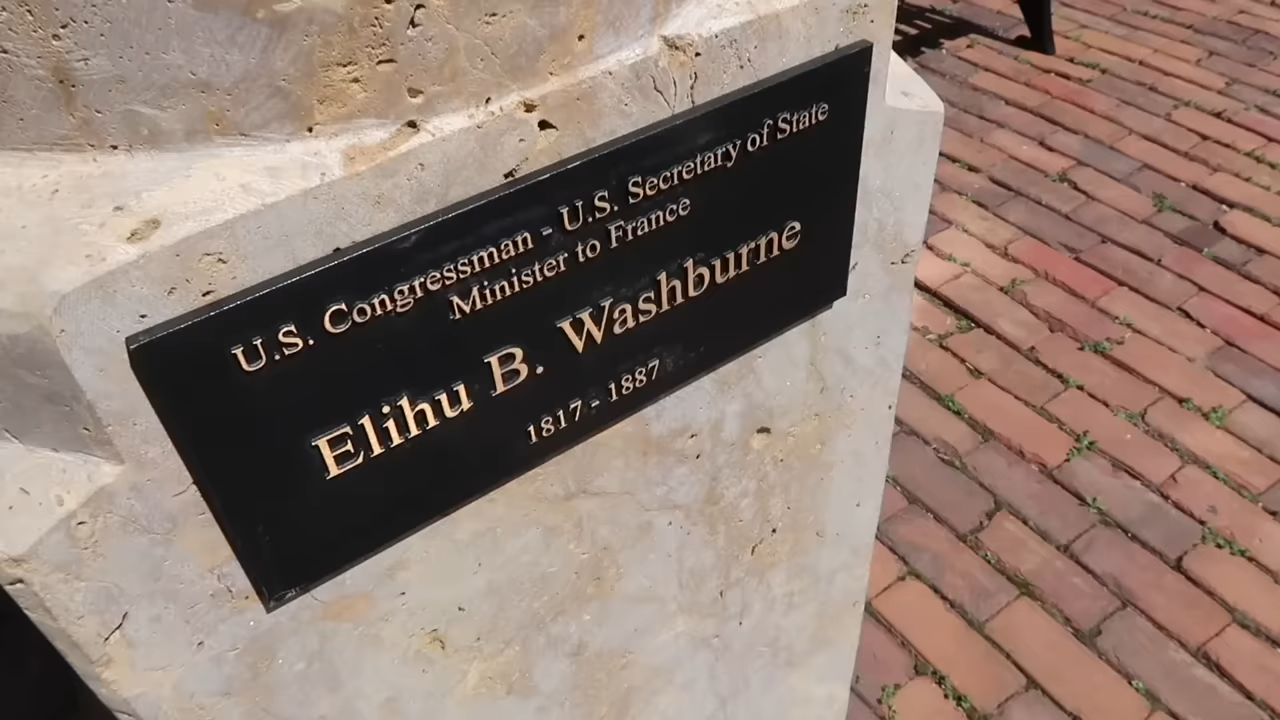 U.S. Congressman - U.S. Secretary of State
Minister to France
Elihu B. Washburne
1817 - 1887